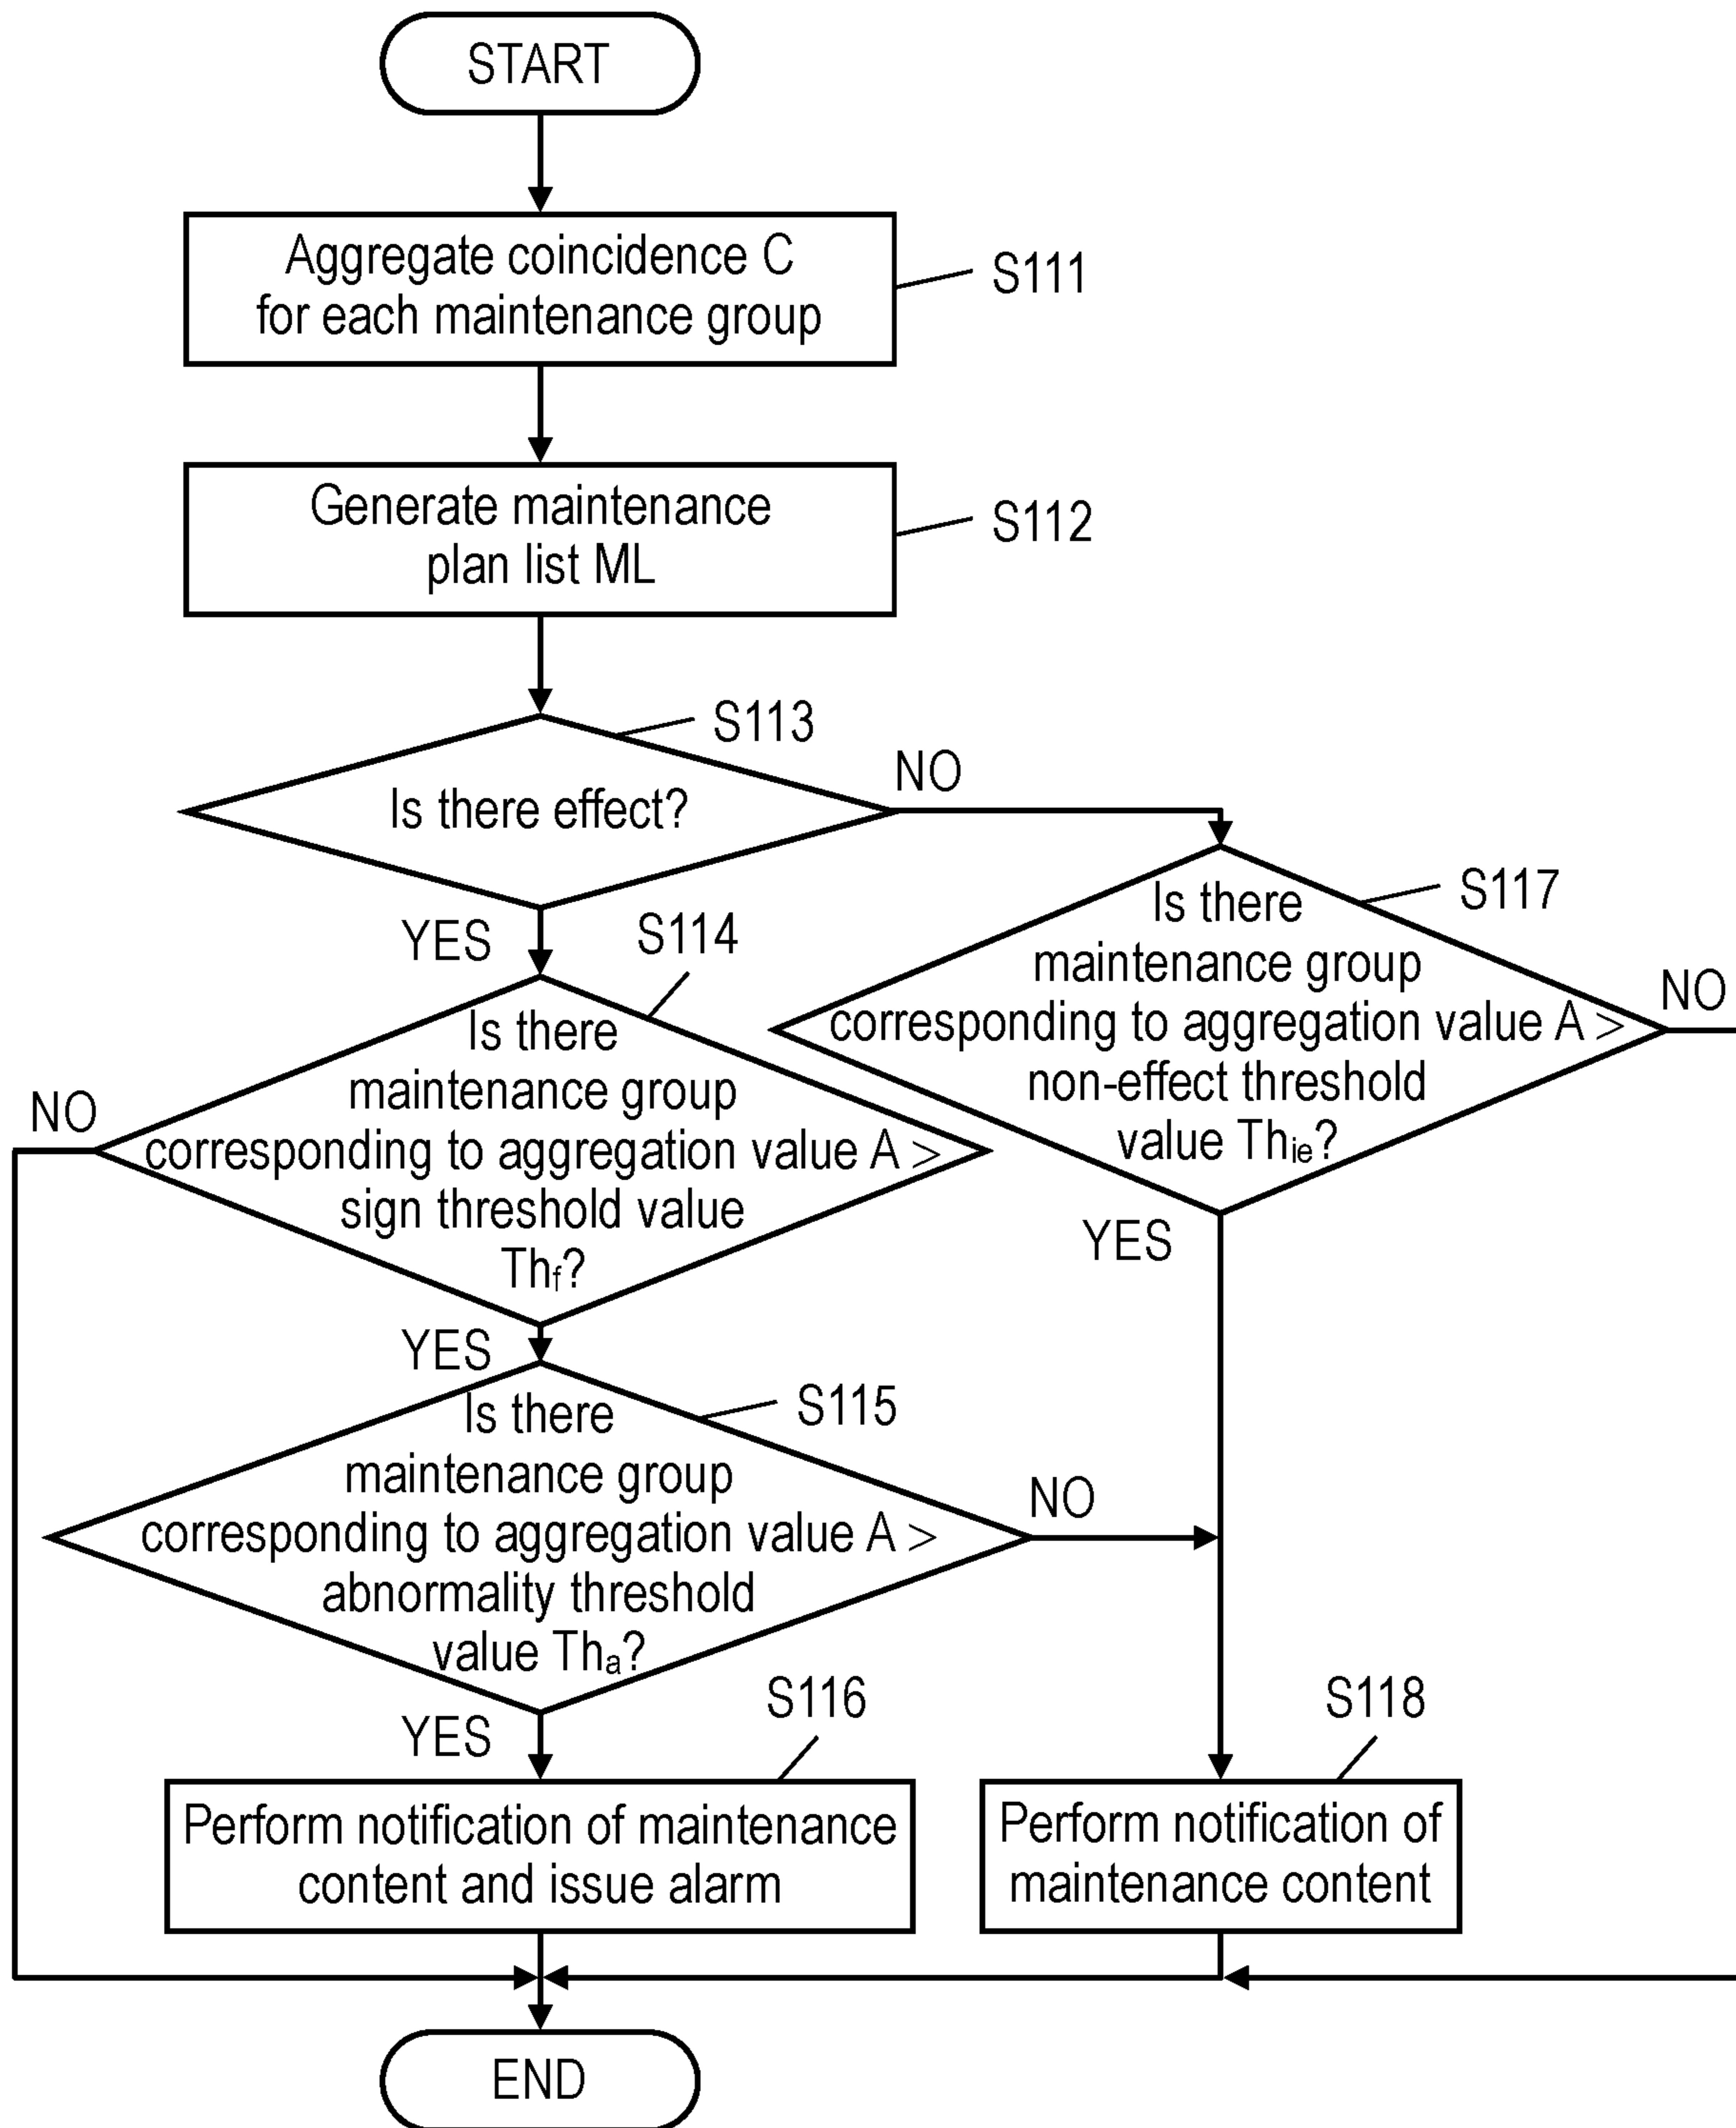 START
Aggregate coincidence C
for each maintenance group
S111
Generate maintenance
plan list ML
S112
S113
Is there effect?
NO
YES
S117
Is there
maintenance group
corresponding to aggregation value A >
non-effect threshold
value Thie?
NO
YES
S114
Is there
maintenance group
corresponding to aggregation value A >
sign threshold value
Thf?
NO
YES
S115
Is there
maintenance group
corresponding to aggregation value A >
abnormality threshold
value Tha?
NO
YES
S116
Perform notification of maintenance
content and issue alarm
S118
Perform notification of
maintenance content
END